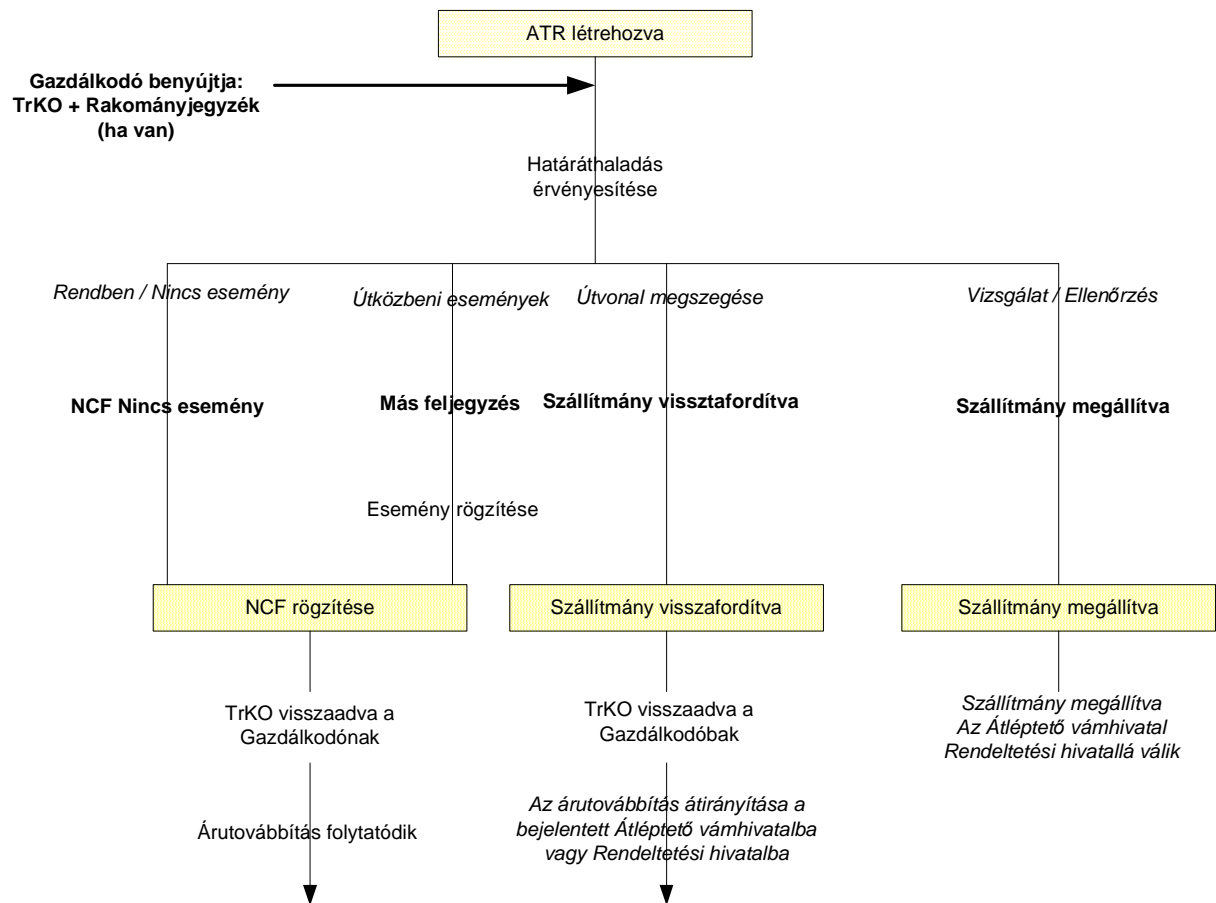 ATR létrehozva
Gazdálkodó benyújtja:
TrKO + Rakományjegyzék
(ha van)
Határáthaladás
érvényesítése
Rendben / Nincs esemény
Útközbeni események
Útvonal megszegése
Vizsgálat / Ellenőrzés
NCF Nincs esemény
Más feljegyzés
Szállítmány vissztafordítva
Szállítmány megállítva
Esemény rögzítése
NCF rögzítése
Szállítmány visszafordítva
Szállítmány megállítva
TrKO visszaadva a
Gazdálkodónak
TrKO visszaadva a
Gazdálkodóbak
Szállítmány megállítva
Az Átléptető vámhivatal
Rendeltetési hivatallá válik
Árutovábbítás folytatódik
Az árutovábbítás átirányítása a
bejelentett Átléptető vámhivatalba
vagy Rendeltetési hivatalba